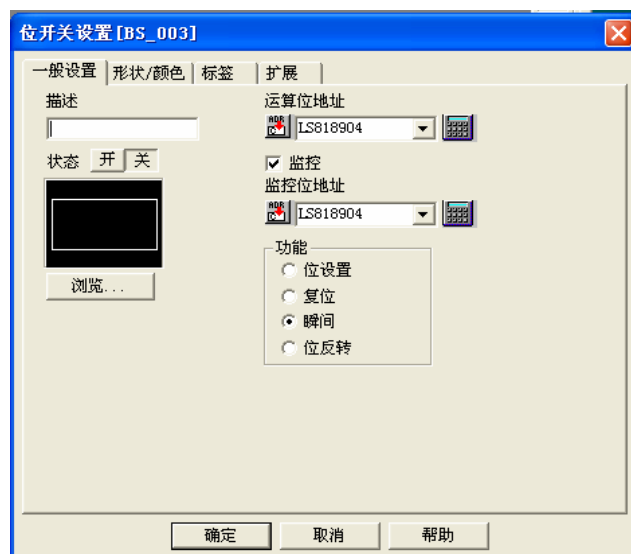 位开关设置[BS_003]
一般设置 形状/颜色 标签 扩展
描述
状态 开 关
浏览...
运算位地址
LS818904
监控
监控位地址
LS818904
功能
位设置
复位
瞬间
位反转
确定 取消 帮助